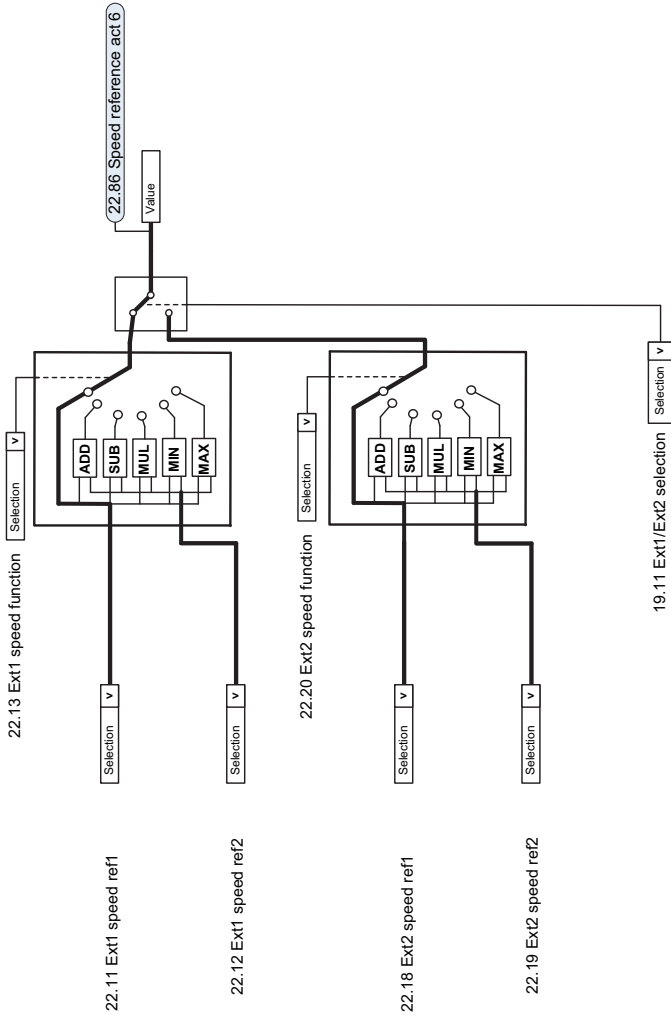 22.13 Ext1 speed function
Selection v
22.86 Speed reference act 6
Value
22.11 Ext1 speed ref1
Selection v
ADD
SUB
MUL
MIN
MAX
22.12 Ext1 speed ref2
Selection v
22.20 Ext2 speed function
Selection v
22.18 Ext2 speed ref1
Selection v
ADD
SUB
MUL
MIN
MAX
22.19 Ext2 speed ref2
Selection v
19.11 Ext1/Ext2 selection
Selection v